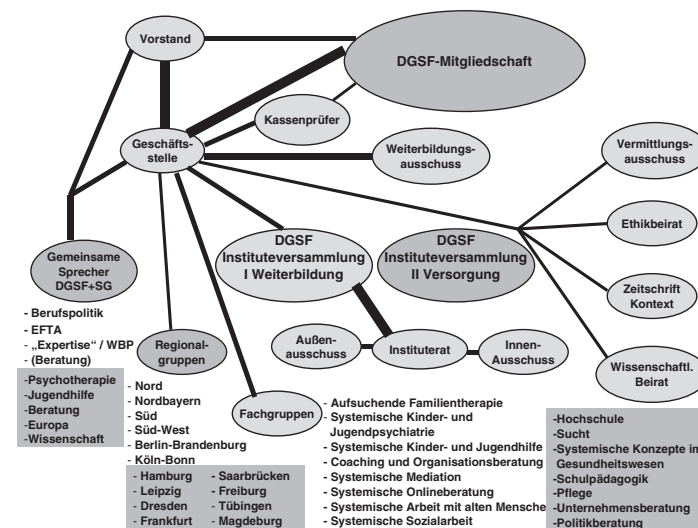 Vorstand
DGSF-Mitgliedschaft
Kassenprüfer
Geschäfts-
stelle
Weiterbildungs-
ausschuss
Vermittlungs-
ausschuss
Ethikbeirat
Zeitschrift
Kontext
Wissenschaftl.
Beirat
DGSF
Instituteversammlung
I Weiterbildung
DGSF
Instituteversammlung
II Versorgung
Gemeinsame
Sprecher
DGSF+SG
- Berufspolitik
- EFTA
- „Expertise“ / WBP
- (Beratung)
-Psychotherapie
-Jugendhilfe
-Beratung
-Europa
-Wissenschaft
Regional-
gruppen
- Nord
- Nordbayern
- Süd
- Süd-West
- Berlin-Brandenburg
- Köln-Bonn
- Hamburg
- Leipzig
- Dresden
- Frankfurt
- Saarbrücken
- Freiburg
- Tübingen
- Magdeburg
Außen-
ausschuss
Instituterat
Innen-
Ausschuss
Fachgruppen
- Aufsuchende Familientherapie
- Systemische Kinder- und
Jugendpsychiatrie
- Systemische Kinder- und Jugendhilfe
- Coaching und Organisationsberatung
- Systemische Mediation
- Systemische Onlineberatung
- Systemische Arbeit mit alten Mensche
- Systemische Sozialarbeit
-Hochschule
-Sucht
-Systemische Konzepte im
Gesundheitswesen
-Schulpädagogik
-Pflege
-Unternehmensberatung
-Politikberatung